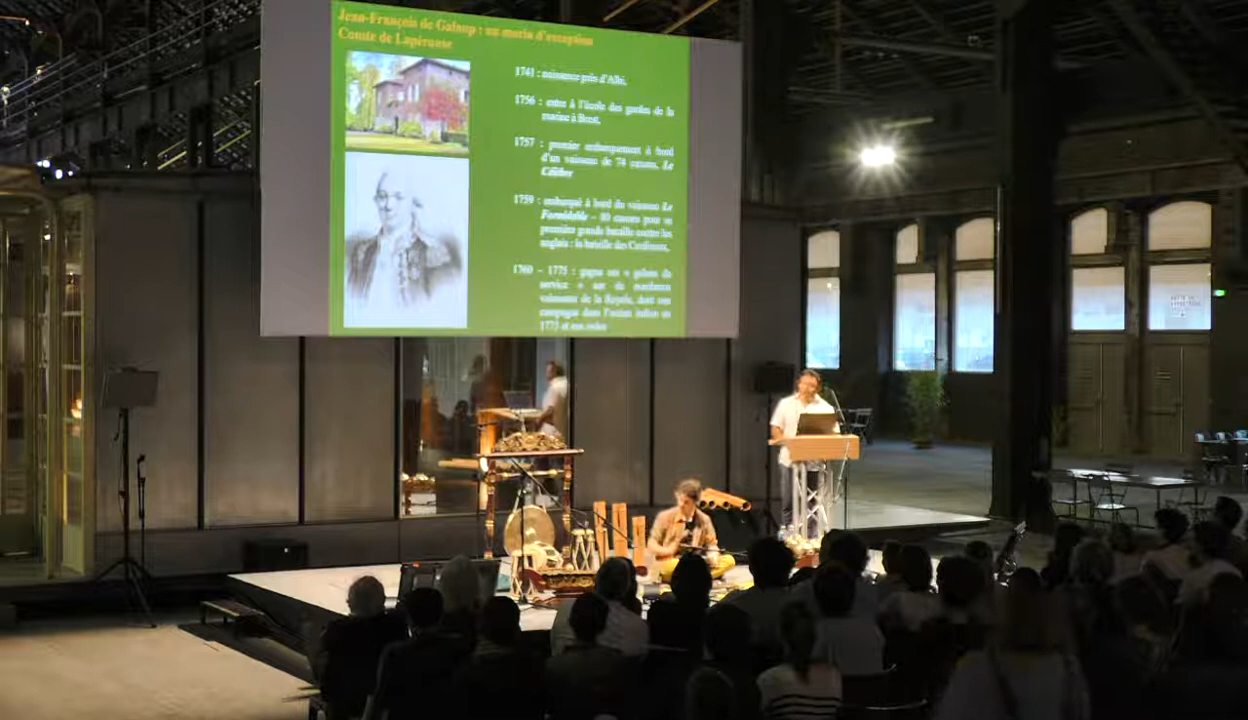 Jean-François de Galaup : un marin d'exception
Comte de Lapérouse
1741 : naissance près d'Albi.
1756 : entre à l'école des gardes de la
marine à Brest.
1757 : premier embarquement à bord
d'un vaisseau de 74 canons, Le
Célèbre
1759 : embarqué à bord du vaisseau Le
Formidable – 80 canons pour sa
première grande bataille contre les
anglais : la bataille des Cardinaux.
1760 – 1775 : gagne ses « galons de
service » sur de nombreux
vaisseaux de la Royale, dont une
campagne dans l'océan indien en
1773 et aux